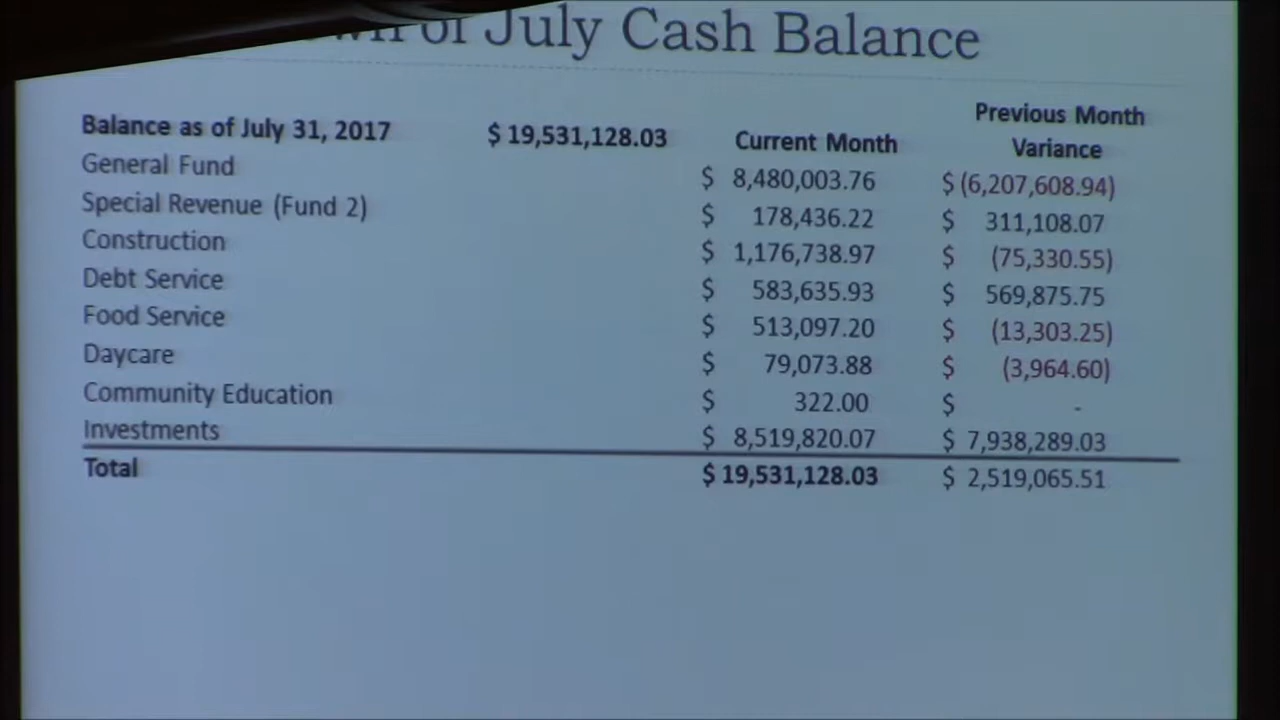 of July Cash Balance
Previous Month
Balance as of July 31, 2017 $ 19,531,128.03 Current Month Variance
General Fund $ 8,480,003.76 $ (6,207,608.94)
Special Revenue (Fund 2) $ 178,436.22 $ 311,108.07
Construction $ 1,176,738.97 $ (75,330.55)
Debt Service $ 583,635.93 $ 569,875.75
Food Service $ 513,097.20 $ (13,303.25)
Daycare $ 79,073.88 $ (3,964.60)
Community Education $ 322.00 $ -
Investments $ 8,519,820.07 $ 7,938,289.03
Total $ 19,531,128.03 $ 2,519,065.51